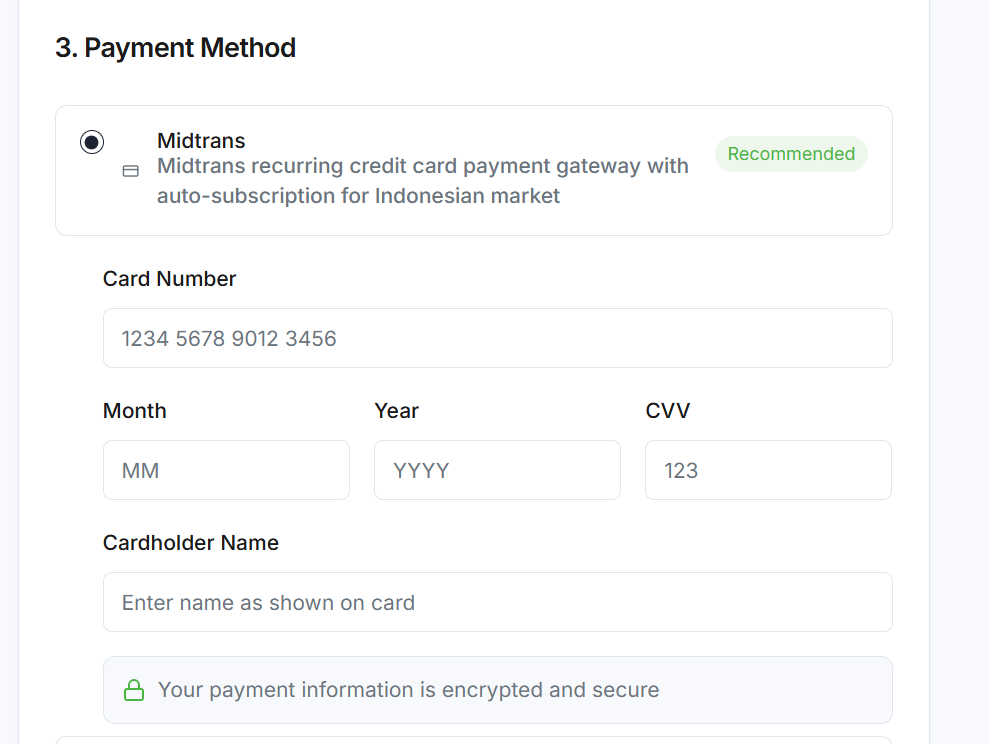 3. Payment Method
Midtrans
Recommended
Midtrans recurring credit card payment gateway with
auto-subscription for Indonesian market
Card Number
1234 5678 9012 3456
Month
Year
CVV
MM
YYYY
123
Cardholder Name
Enter name as shown on card
Your payment information is encrypted and secure